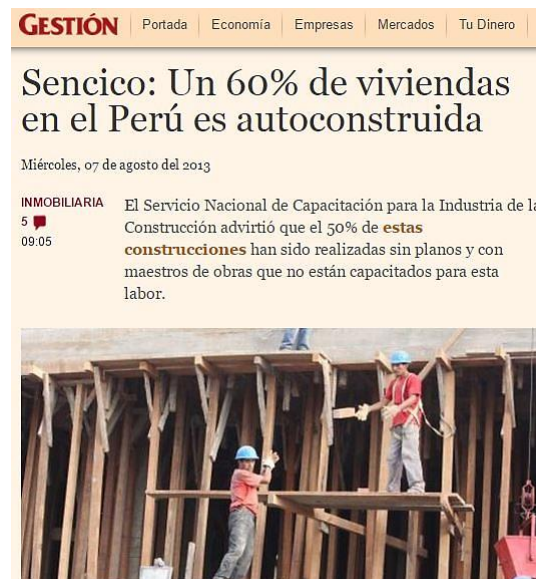 GESTIÓN Portada Economía Empresas Mercados Tu Dinero
Sencico: Un 60% de viviendas
en el Perú es autoconstruida
Miércoles, 07 de agosto del 2013
INMOBILIARIA
5
09:05
El Servicio Nacional de Capacitación para la Industria de la
Construcción advirtió que el 50% de estas
construcciones han sido realizadas sin planos y con
maestros de obras que no están capacitados para esta
labor.